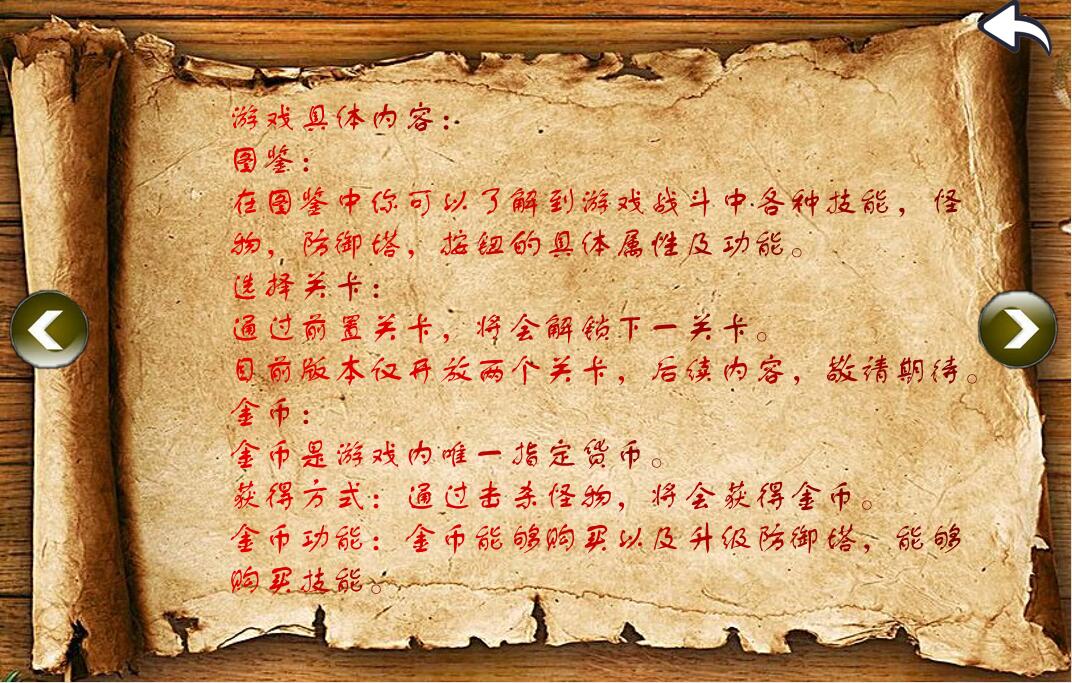 游戏具体内容：
图鉴：
在图鉴中你可以了解到游戏战斗中各种技能，怪
物，防御塔，按钮的具体属性及功能。
选择关卡：
通过前置关卡，将会解锁下一关卡。
目前版本仅开放两个关卡，后续内容，敬请期待。
金币：
金币是游戏内唯一指定货币。
获得方式：通过击杀怪物，将会获得金币。
金币功能：金币能够购买以及升级防御塔，能够
购买技能。